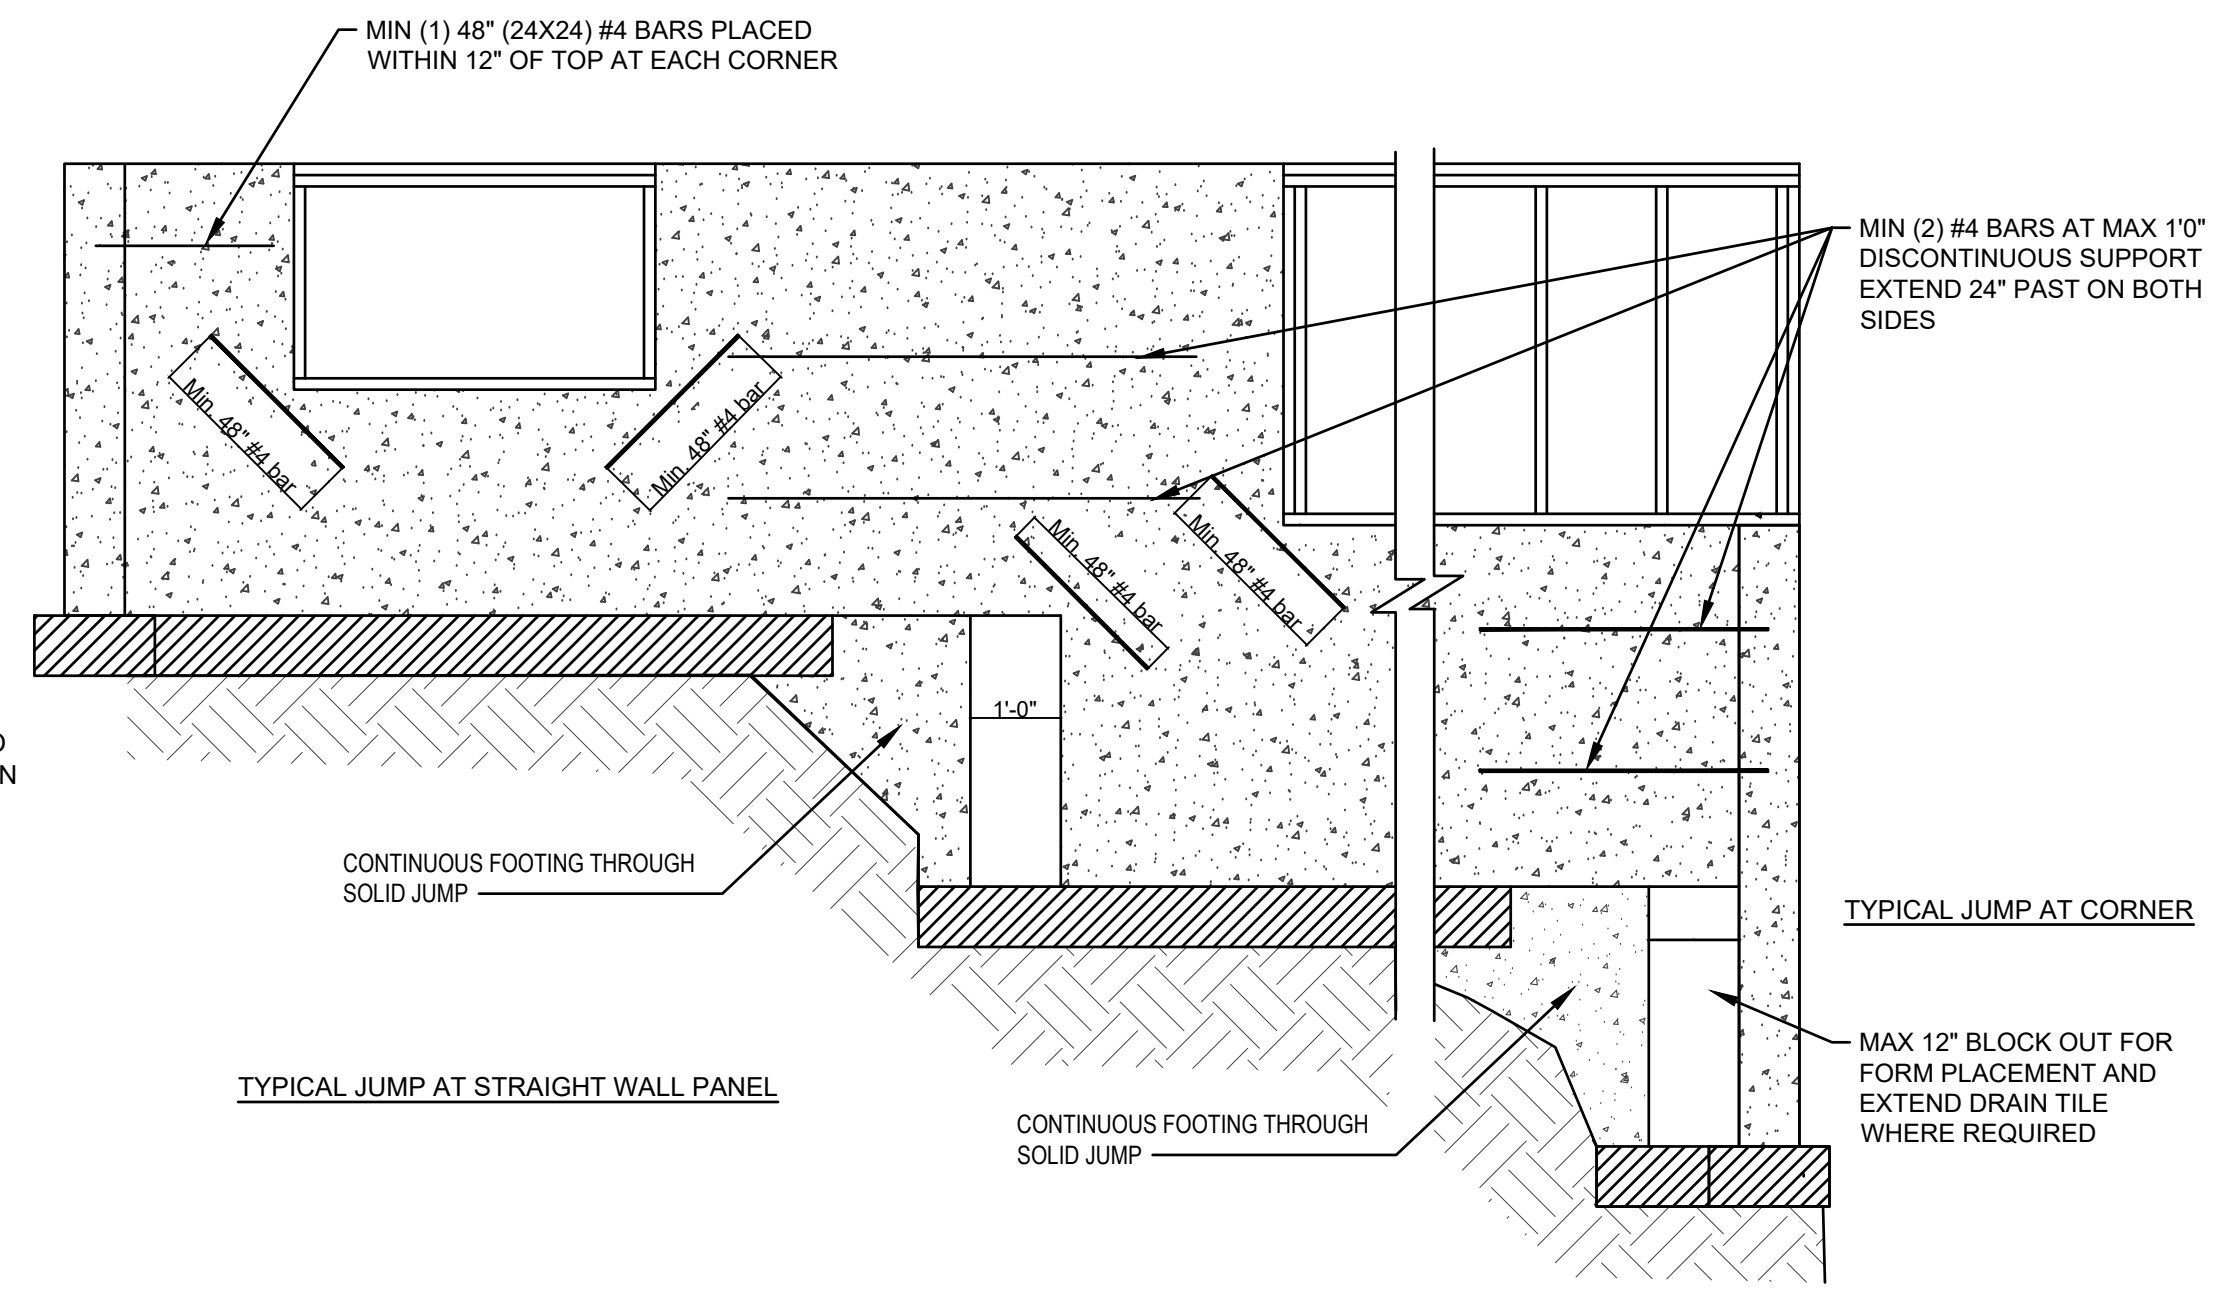 MIN (1) 48" (24X24) #4 BARS PLACED
WITHIN 12" OF TOP AT EACH CORNER
MIN (2) #4 BARS AT MAX 1'0"
DISCONTINUOUS SUPPORT
EXTEND 24" PAST ON BOTH
SIDES
Min. 48" #4 bar
Min. 48" #4 bar
Min. 48" #4 bar
Min. 48" #4 bar
1'-0"
CONTINUOUS FOOTING THROUGH
SOLID JUMP
TYPICAL JUMP AT CORNER
TYPICAL JUMP AT STRAIGHT WALL PANEL
MAX 12" BLOCK OUT FOR
FORM PLACEMENT AND
EXTEND DRAIN TILE
WHERE REQUIRED
CONTINUOUS FOOTING THROUGH
SOLID JUMP